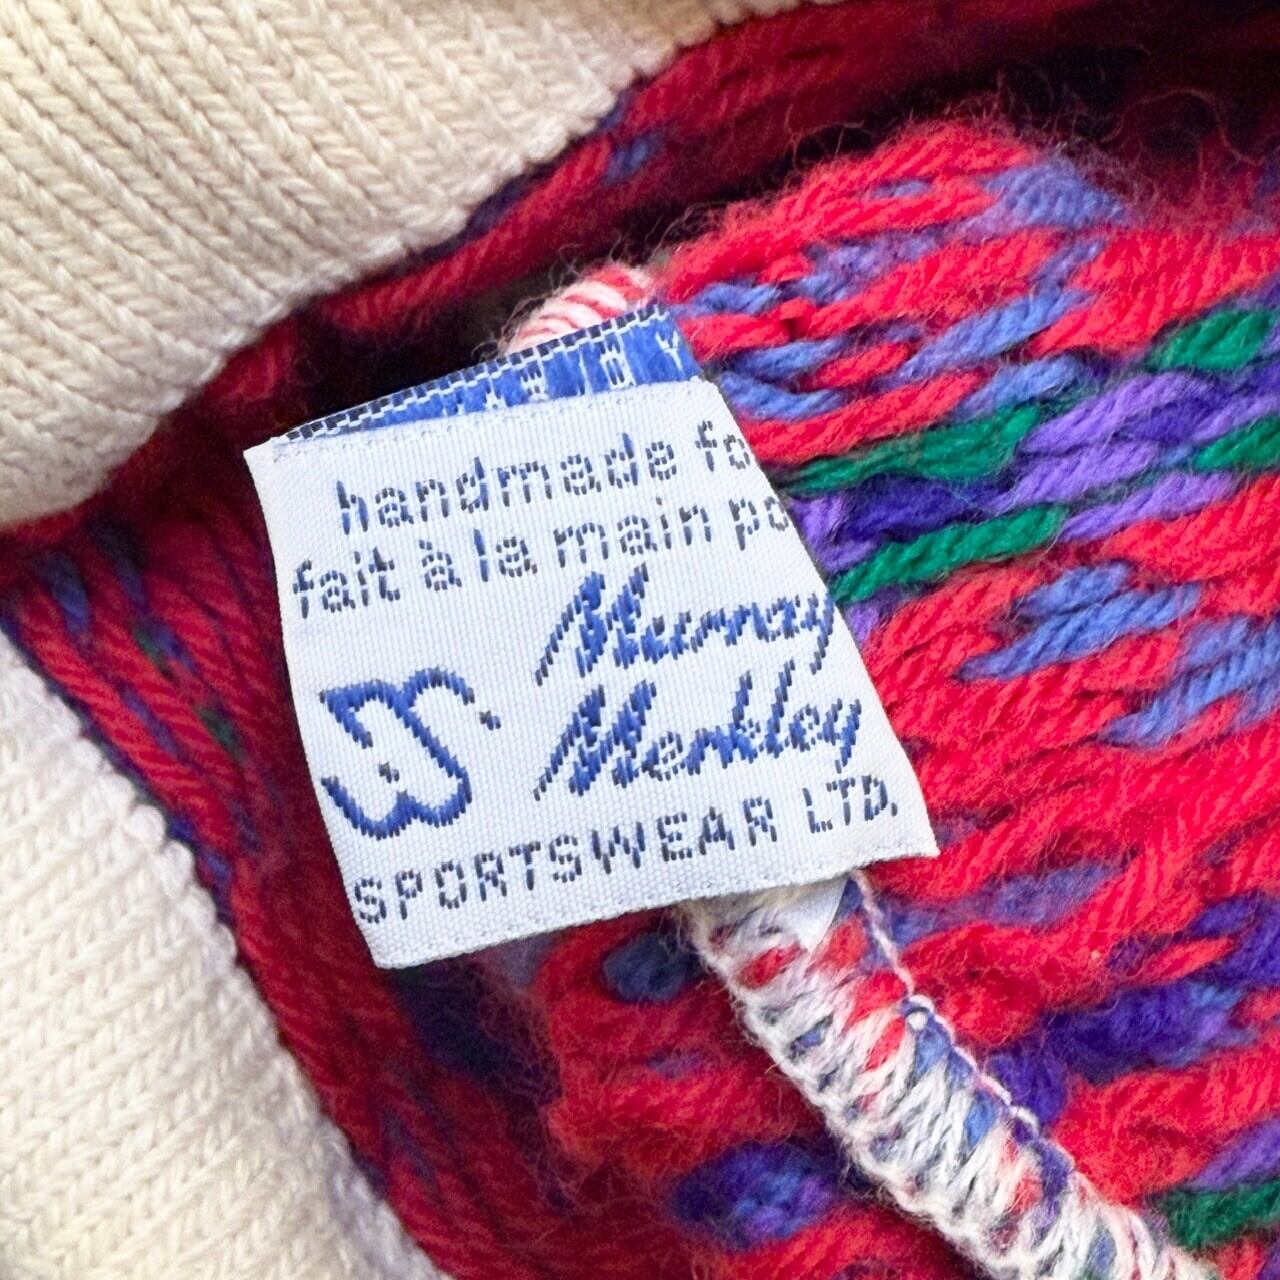 handmade fo
fait à la main po
Murray
Merkley
SPORTSWEAR LTD.